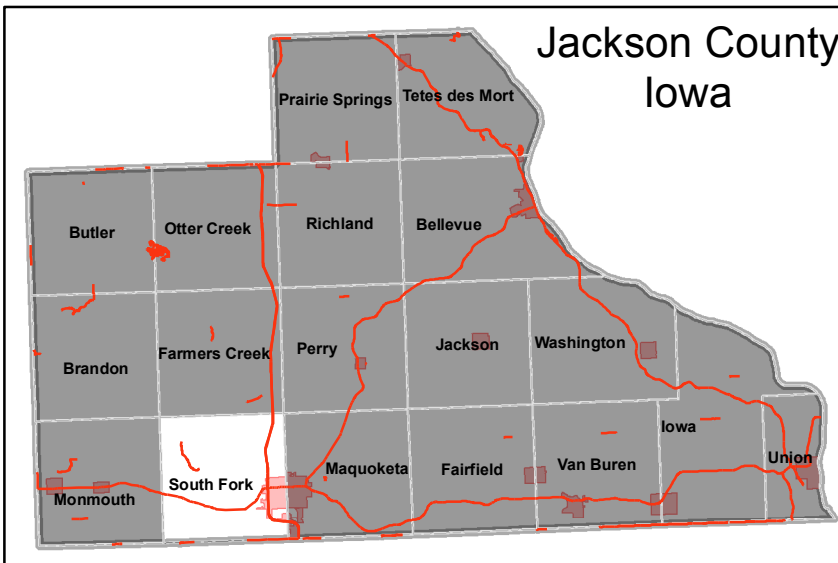 Jackson County
Iowa
Prairie Springs
Tetes des Mort
Butler
Otter Creek
Richland
Bellevue
Brandon
Farmers Creek
Perry
Jackson
Washington
Monmouth
South Fork
Maquoketa
Fairfield
Van Buren
Iowa
Union